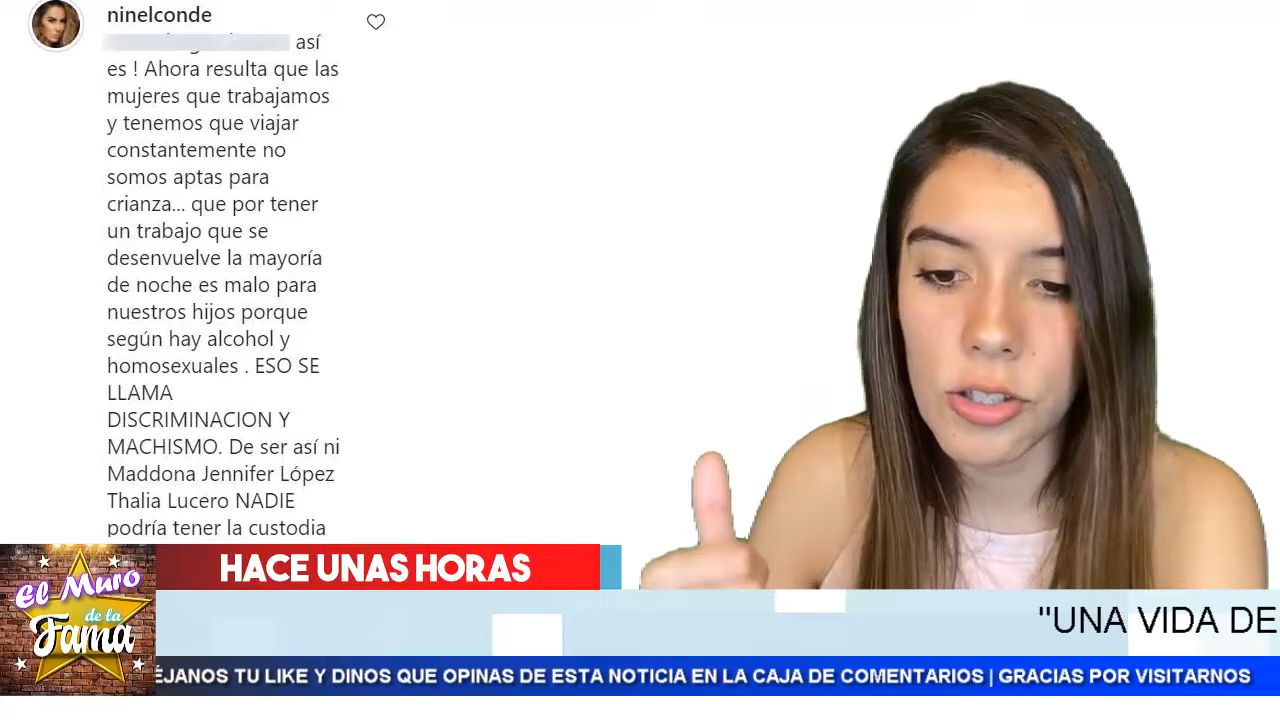 ninelconde
así
es ! Ahora resulta que las
mujeres que trabajamos
y tenemos que viajar
constantemente no
somos aptas para
crianza... que por tener
un trabajo que se
desenvuelve la mayoría
de noche es malo para
nuestros hijos porque
según hay alcohol y
homosexuales . ESO SE
LLAMA
DISCRIMINACION Y
MACHISMO. De ser así ni
Maddona Jennifer López
Thalia Lucero NADIE
podría tener la custodia
El Muro
de la
Fama
HACE UNAS HORAS
"UNA VIDA DE
ÉJANOS TU LIKE Y DINOS QUE OPINAS DE ESTA NOTICIA EN LA CAJA DE COMENTARIOS | GRACIAS POR VISITARNOS